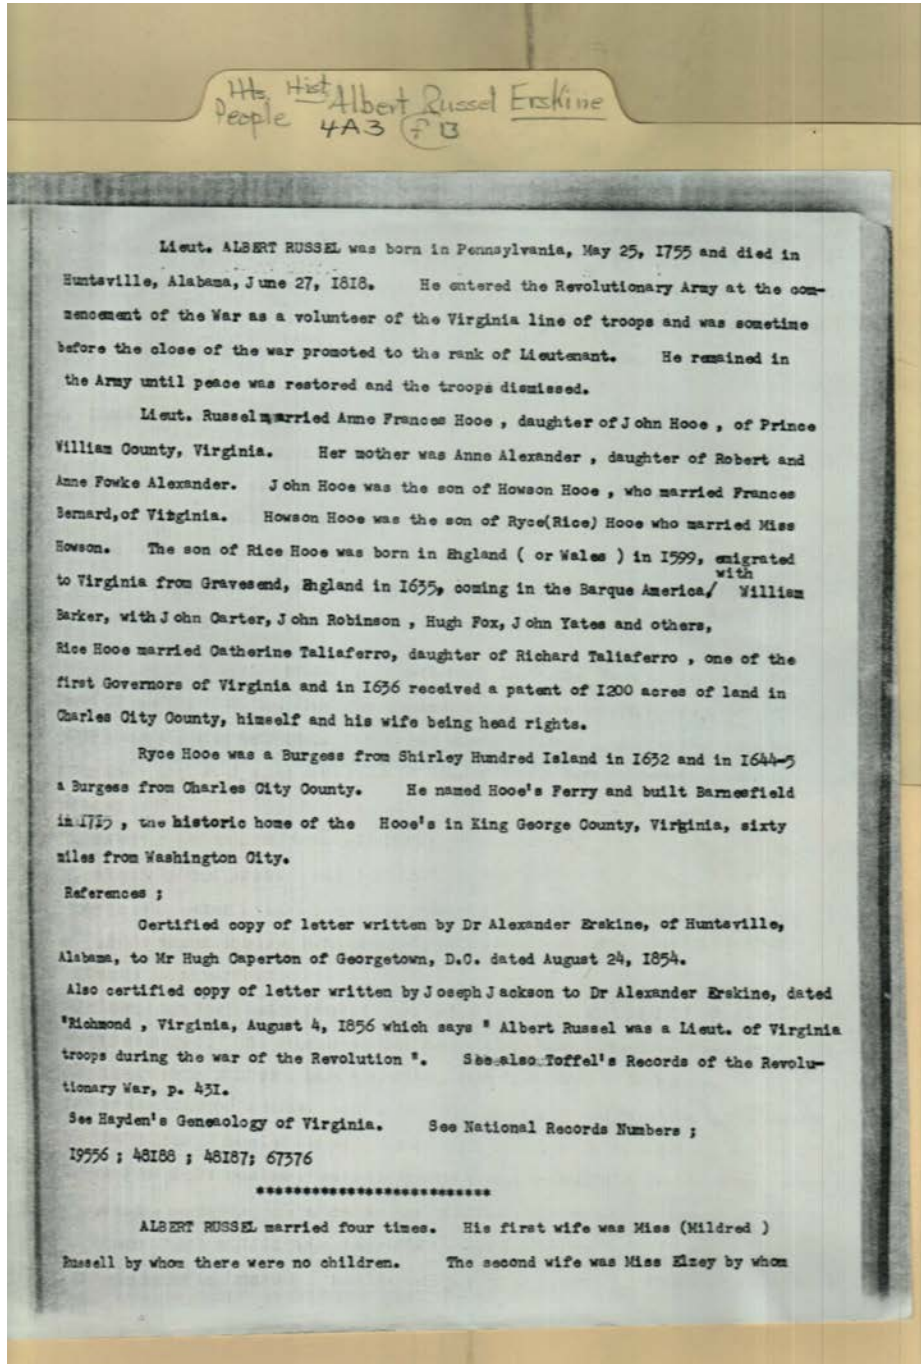 Hts. Hist Albert Russel Erskine
People 4A3 f 13
Lieut. ALBERT RUSSEL was born in Pennsylvania, May 25, I755 and died in
Huntsville, Alabama, June 27, I8I8. He entered the Revolutionary Army at the com-
mencement of the War as a volunteer of the Virginia line of troops and was sometime
before the close of the war promoted to the rank of Lieutenant. He remained in
the Army until peace was restored and the troops dismissed.
Lieut. Russel married Anne Frances Hooe , daughter of John Hooe , of Prince
William County, Virginia. Her mother was Anne Alexander , daughter of Robert and
Anne Fowke Alexander. John Hooe was the son of Howson Hooe , who married Frances
Bernard,of Virginia. Howson Hooe was the son of Ryce(Rice) Hooe who married Miss
Howson. The son of Rice Hooe was born in England ( or Wales ) in I599, emigrated
to Virginia from Gravesend, England in I635, coming in the Barque America/ with William
Barker, with John Carter, John Robinson , Hugh Fox, John Yates and others,
Rice Hooe married Catherine Taliaferro, daughter of Richard Taliaferro , one of the
first Governors of Virginia and in I636 received a patent of I200 acres of land in
Charles City County, himself and his wife being head rights.
Ryce Hooe was a Burgess from Shirley Hundred Island in I632 and in I644-5
a Burgess from Charles City County. He named Hooe's Ferry and built Barnesfield
in I7I5 , the historic home of the Hooe's in King George County, Virginia, sixty
miles from Washington City.
References ;
Certified copy of letter written by Dr Alexander Erskine, of Huntsville,
Alabama, to Mr Hugh Caperton of Georgetown, D.C. dated August 24, I854.
Also certified copy of letter written by Joseph Jackson to Dr Alexander Erskine, dated
"Richmond , Virginia, August 4, I856 which says " Albert Russel was a Lieut. of Virginia
troops during the war of the Revolution ". See also Toffel's Records of the Revolu-
tionary War, p. 43I.
See Hayden's Geneaology of Virginia. See National Records Numbers ;
I9556 ; 48I88 ; 48I87; 67376
**************************
ALBERT RUSSEL married four times. His first wife was Miss (Mildred )
Russell by whom there were no children. The second wife was Miss Elzey by whom